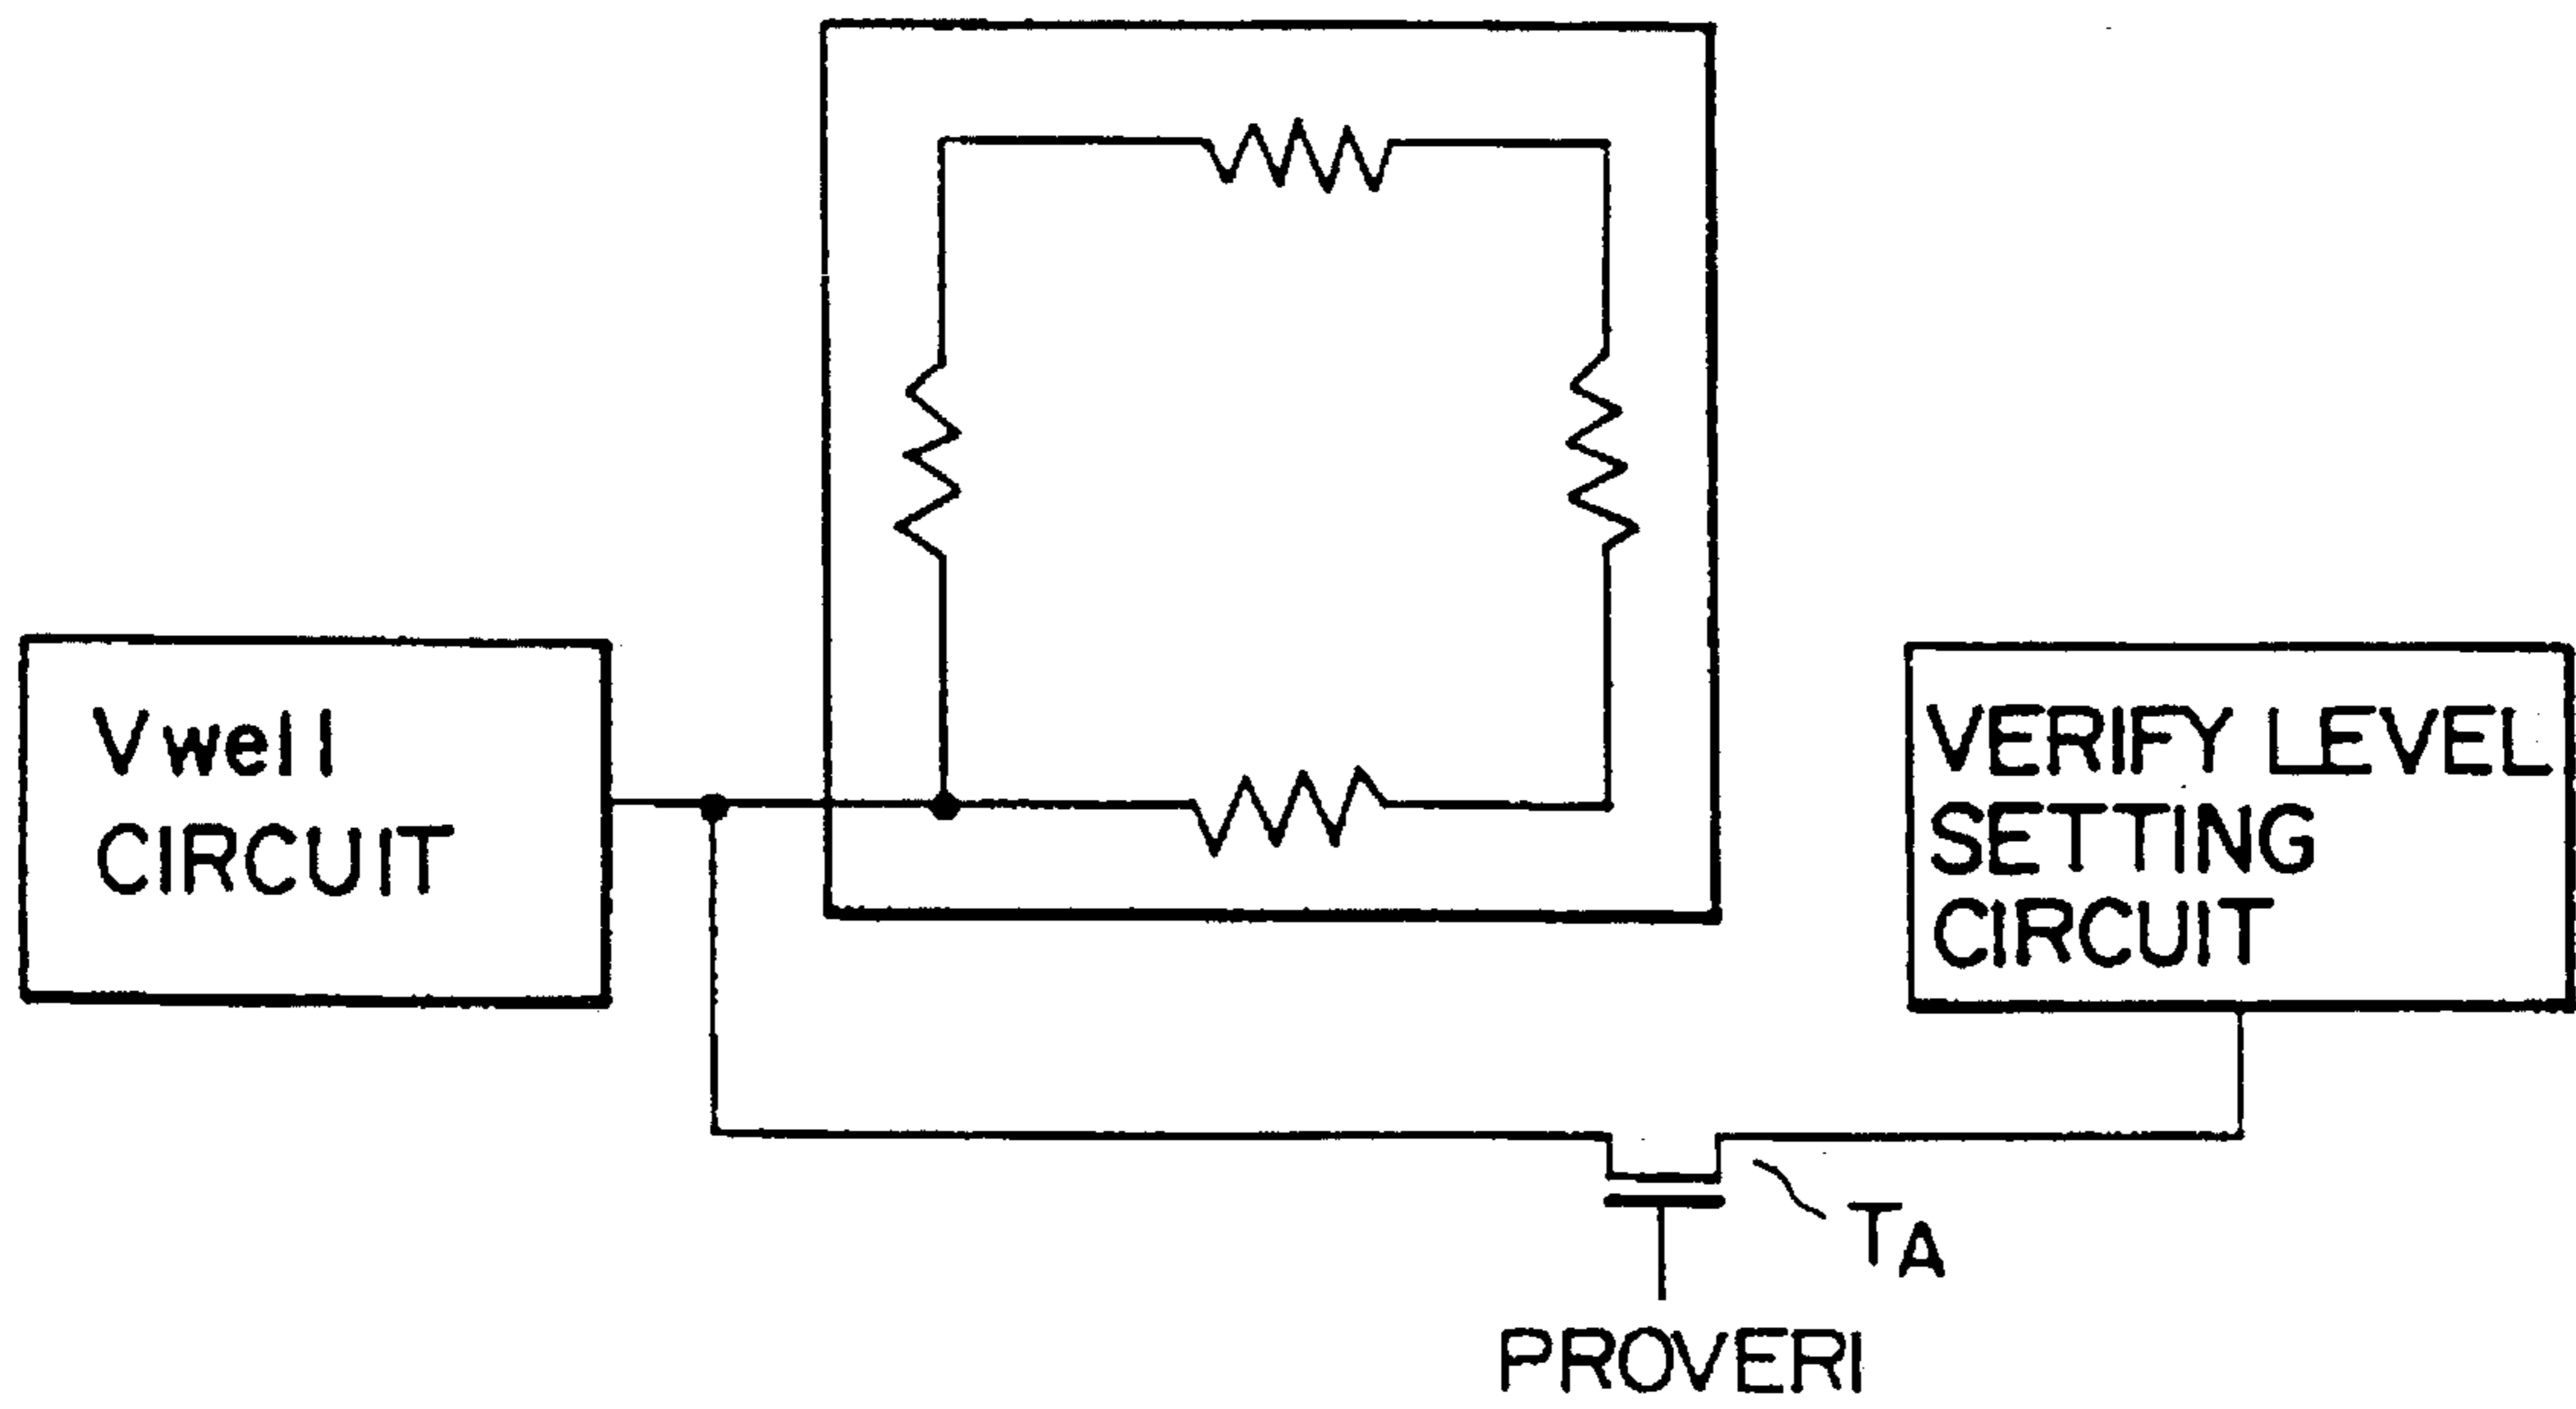 Vwell
CIRCUIT
VERIFY LEVEL
SETTING
CIRCUIT
TA
PROVERI